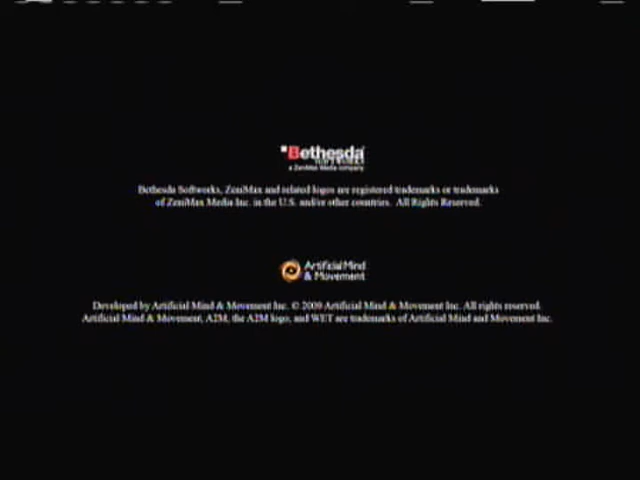 Bethesda
SOFTWORKS
a ZeniMax Media company
Bethesda Softworks, ZeniMax and related logos are registered trademarks or trademarks
of ZeniMax Media Inc. in the U.S. and/or other countries. All Rights Reserved.
Artificial Mind
& Movement
Developed by Artificial Mind & Movement Inc. © 2009 Artificial Mind & Movement Inc. All rights reserved.
Artificial Mind & Movement, A2M, the A2M logo, and WET are trademarks of Artificial Mind and Movement Inc.